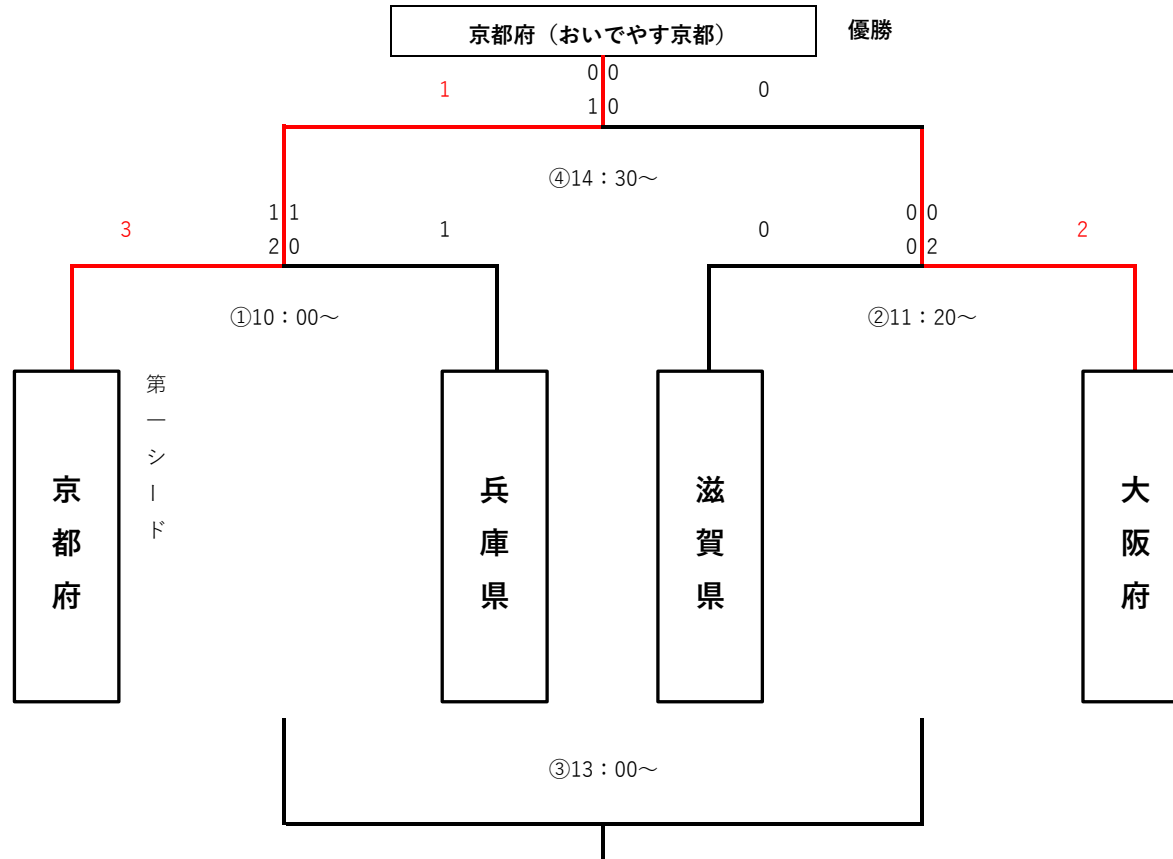 京都府（おいでやす京都）
優勝
1
0 0
0
1 0
④14：30～
3
1 1
1
0
0 0
2
2 0
0 2
①10：00～
②11：20～
第一シード
京都府
兵庫県
滋賀県
大阪府
③13：00～